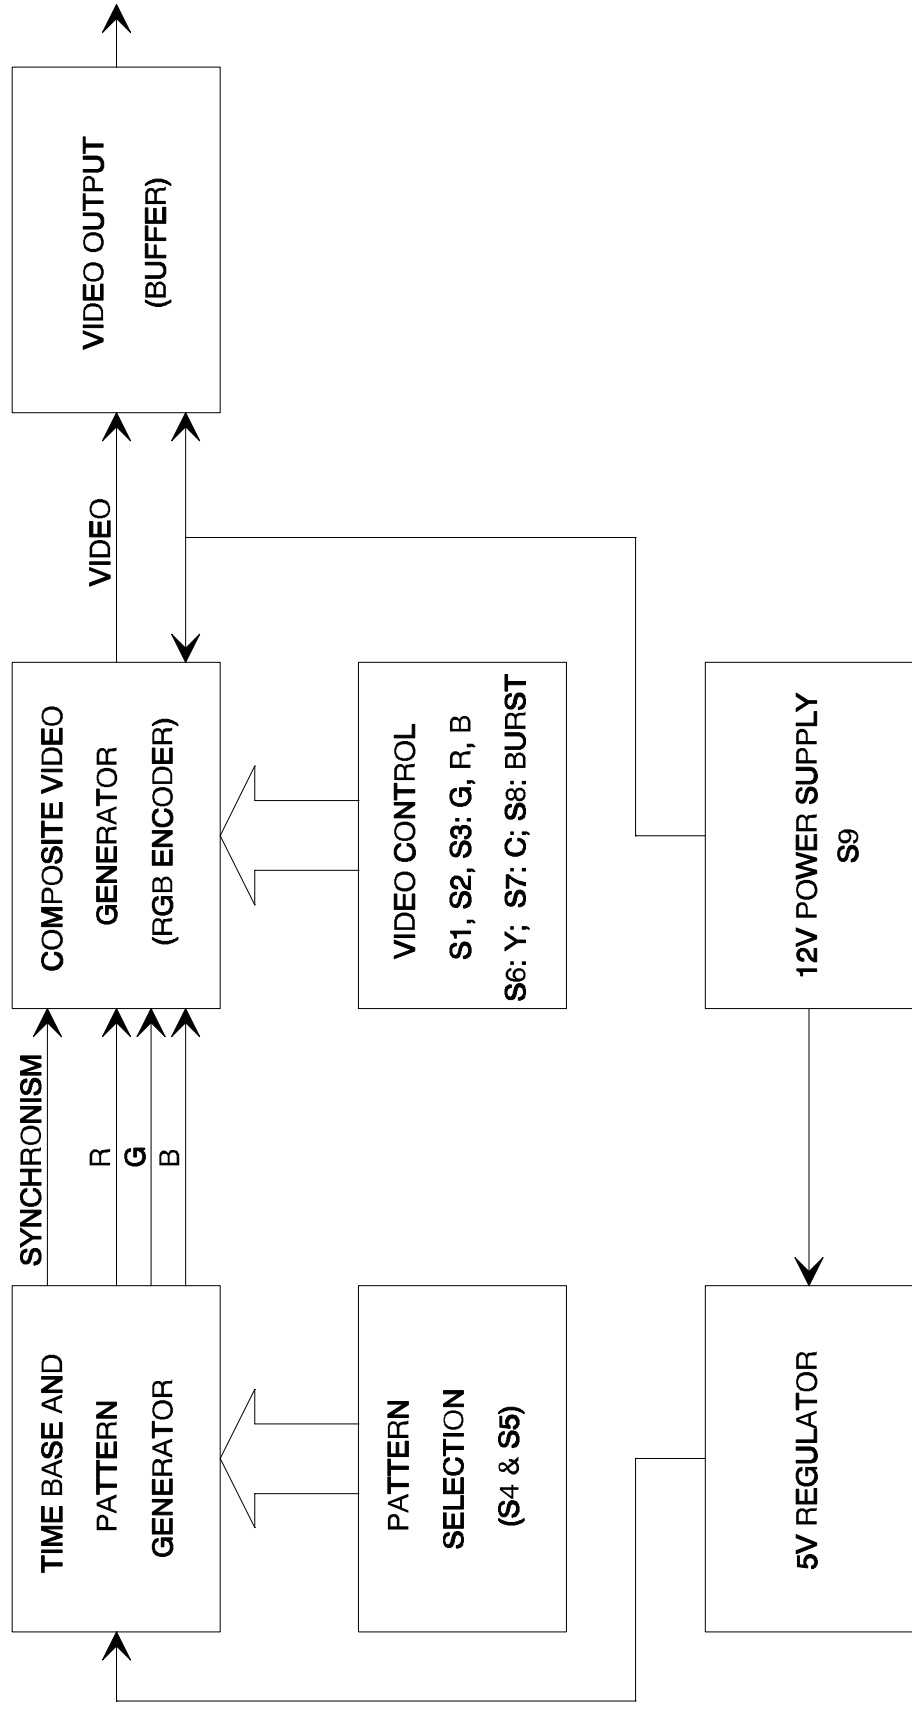 TIME BASE AND
PATTERN
GENERATOR
SYNCHRONISM
R
G
B
COMPOSITE VIDEO
GENERATOR
(RGB ENCODER)
VIDEO
VIDEO OUTPUT
(BUFFER)
PATTERN
SELECTION
(S4 & S5)
VIDEO CONTROL
S1, S2, S3: G, R, B
S6: Y; S7: C; S8: BURST
5V REGULATOR
12V POWER SUPPLY
S9